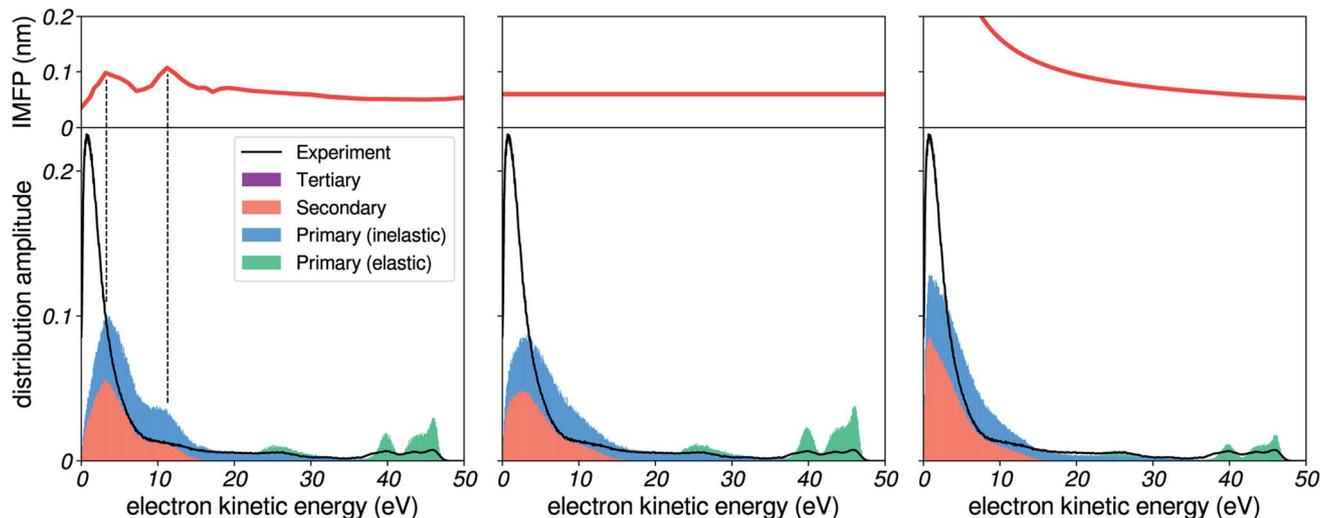 IMFP (nm)
0.2
0.1
0
distribution amplitude
0.2
0.1
0
Experiment
Tertiary
Secondary
Primary (inelastic)
Primary (elastic)
0 10 20 30 40 50
electron kinetic energy (eV)
0 10 20 30 40 50
electron kinetic energy (eV)
0 10 20 30 40 50
electron kinetic energy (eV)